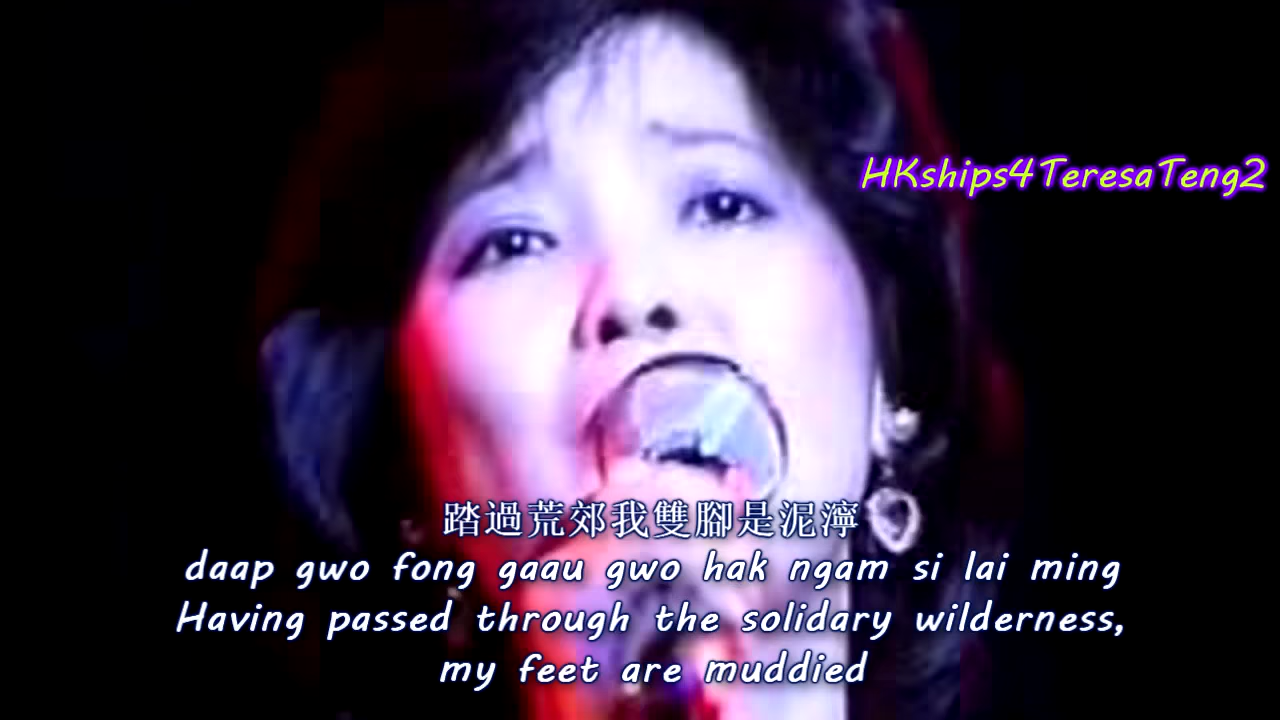 HKships4TeresaTeng2
踏過荒郊我雙腳是泥濘
daap gwo fong gaau gwo hak ngam si lai ming
Having passed through the solidary wilderness,
my feet are muddied